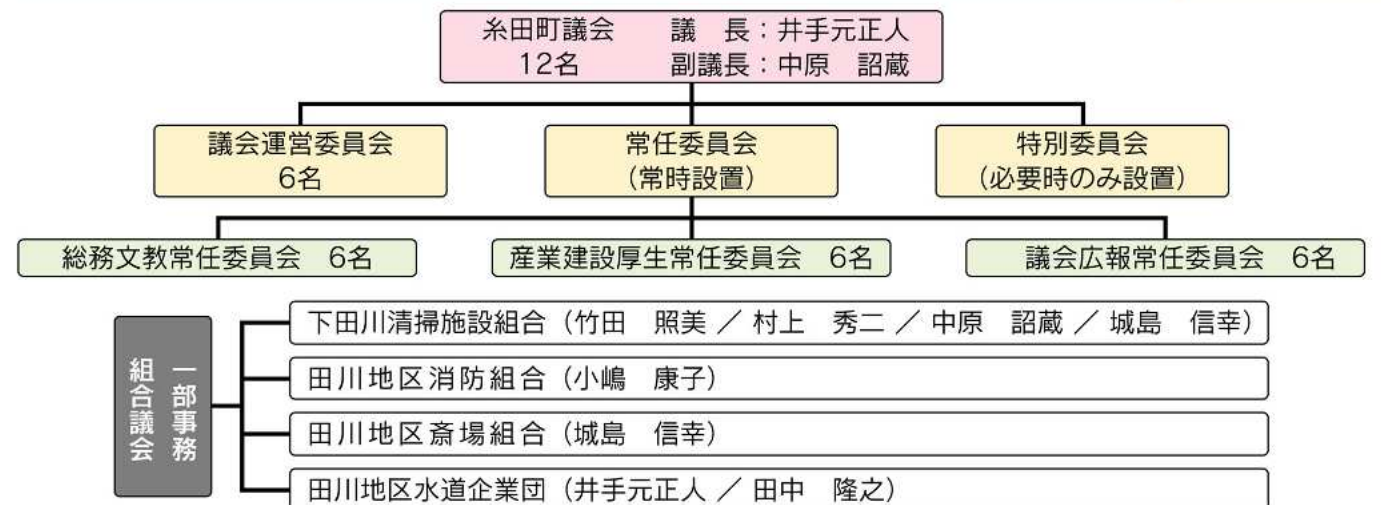 糸田町議会　議　長：井手元正人
12名　副議長：中原　詔蔵
議会運営委員会
6名
常任委員会
（常時設置）
特別委員会
（必要時のみ設置）
総務文教常任委員会　6名
産業建設厚生常任委員会　6名
議会広報常任委員会　6名
一部事務
組合議会
下田川清掃施設組合（竹田　照美 ／ 村上　秀二 ／ 中原　詔蔵 ／ 城島　信幸）
田川地区消防組合（小嶋　康子）
田川地区斎場組合（城島　信幸）
田川地区水道企業団（井手元正人 ／ 田中　隆之）